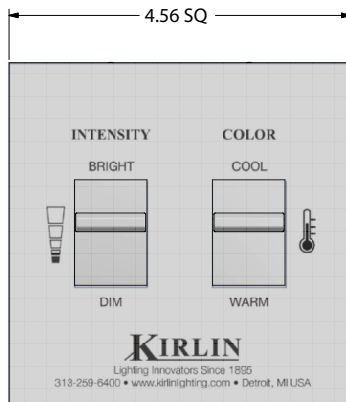 4.56 SQ
INTENSITY COLOR
BRIGHT COOL
DIM WARM
KIRLIN
Lighting Innovators Since 1895
313-259-6400 • www.kirlinlighting.com • Detroit, MI USA